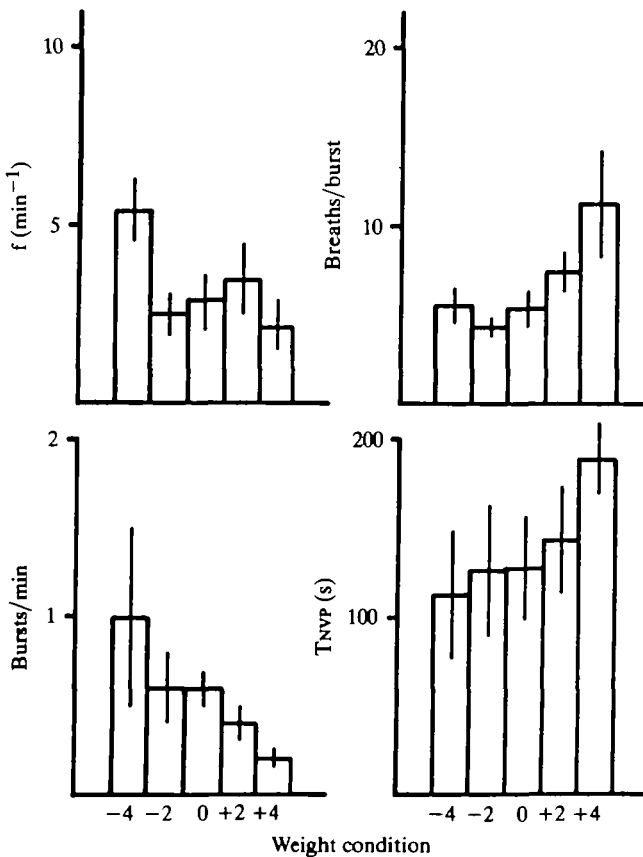 10
5
f (min⁻¹)
20
10
Breaths/burst
2
1
Bursts/min
200
100
TNVP (s)
−4 −2 0 +2 +4
−4 −2 0 +2 +4
Weight condition